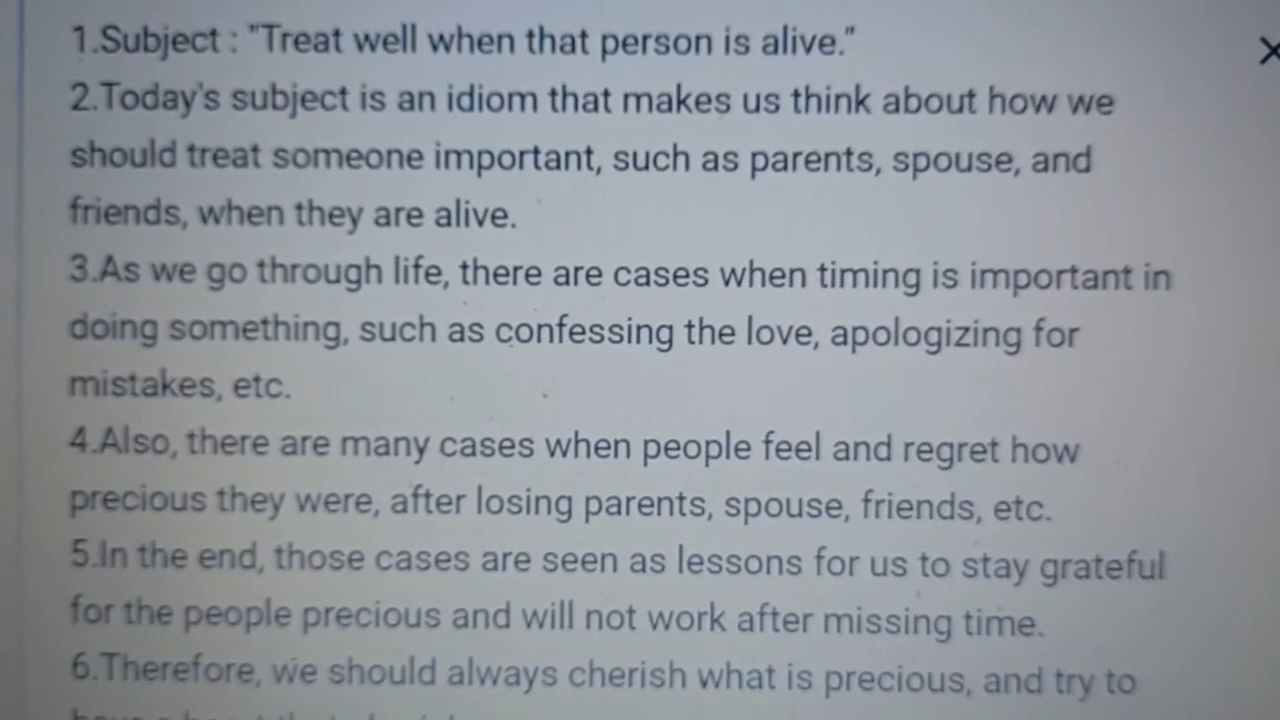 1.Subject : "Treat well when that person is alive."
2.Today's subject is an idiom that makes us think about how we
should treat someone important, such as parents, spouse, and
friends, when they are alive.
3.As we go through life, there are cases when timing is important in
doing something, such as confessing the love, apologizing for
mistakes, etc.
4.Also, there are many cases when people feel and regret how
precious they were, after losing parents, spouse, friends, etc.
5.In the end, those cases are seen as lessons for us to stay grateful
for the people precious and will not work after missing time.
6.Therefore, we should always cherish what is precious, and try to